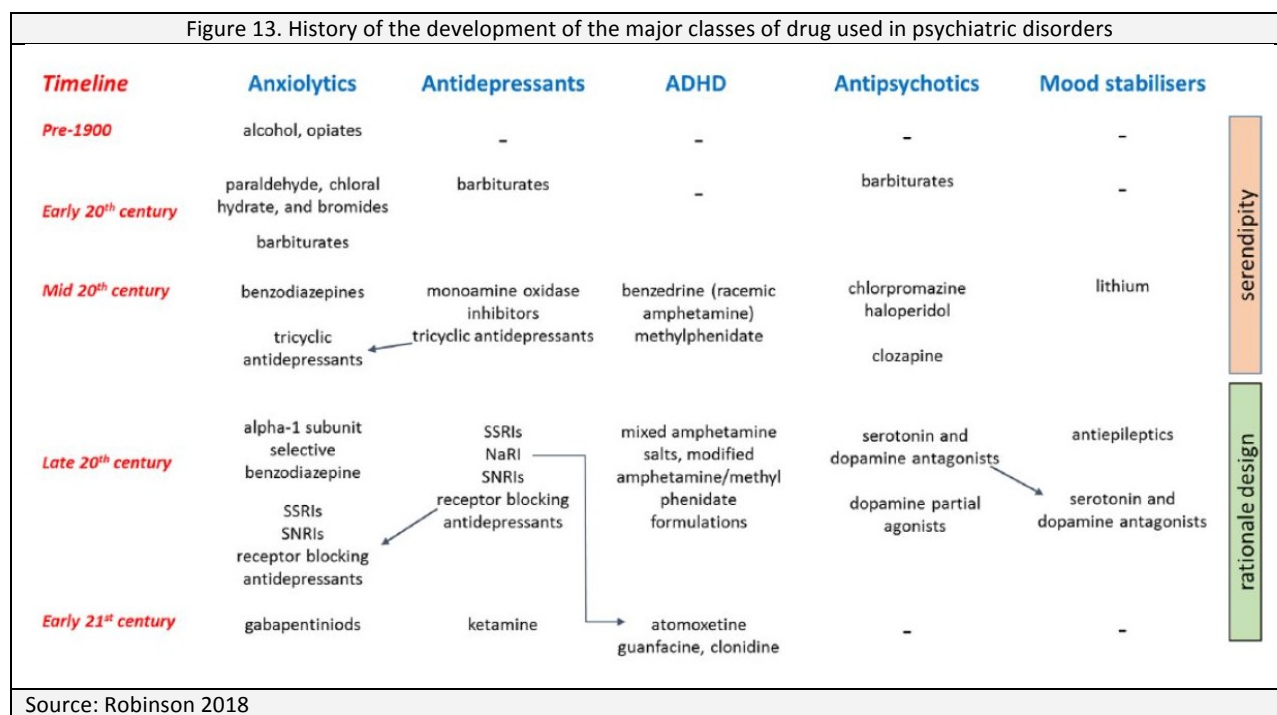 Figure 13. History of the development of the major classes of drug used in psychiatric disorders
Timeline Anxiolytics Antidepressants ADHD Antipsychotics Mood stabilisers
Pre-1900 alcohol, opiates - - - -
Early 20th century
paraldehyde, chloral
hydrate, and bromides
barbiturates
barbiturates
-
barbiturates
-
Mid 20th century
benzodiazepines
tricyclic
antidepressants
monoamine oxidase
inhibitors
tricyclic antidepressants
benzedrine (racemic
amphetamine)
methylphenidate
chlorpromazine
haloperidol
clozapine
lithium
serendipity
Late 20th century
alpha-1 subunit
selective
benzodiazepine
SSRIs
SNRIs
receptor blocking
antidepressants
SSRIs
NaRI
SNRIs
receptor blocking
antidepressants
mixed amphetamine
salts, modified
amphetamine/methyl
phenidate
formulations
serotonin and
dopamine antagonists
dopamine partial
agonists
antiepileptics
serotonin and
dopamine antagonists
Early 21st century
gabapentiniods
ketamine
atomoxetine
guanfacine, clonidine
-
-
rationale design
Source: Robinson 2018